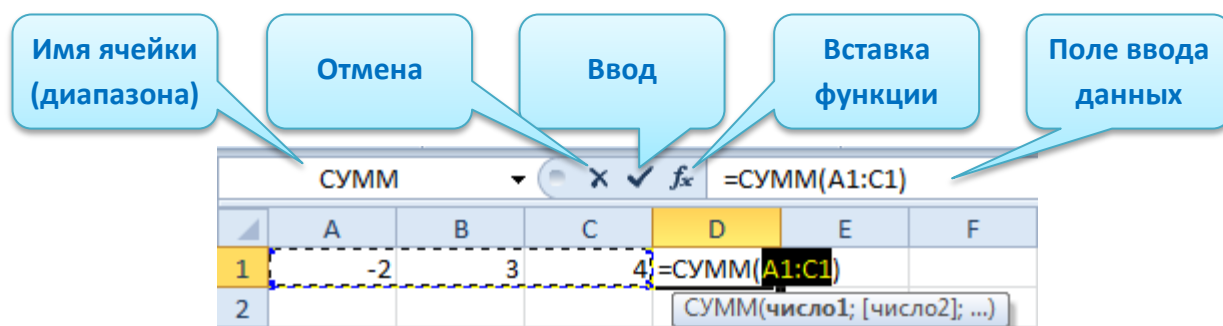 Имя ячейки
(диапазона)
Отмена
Ввод
Вставка
функции
Поле ввода
данных
СУММ
fx
=СУММ(A1:C1)
A B C D E F
1 -2 3 4 =СУММ(A1:C1)
2 СУММ(число1; [число2]; ...)